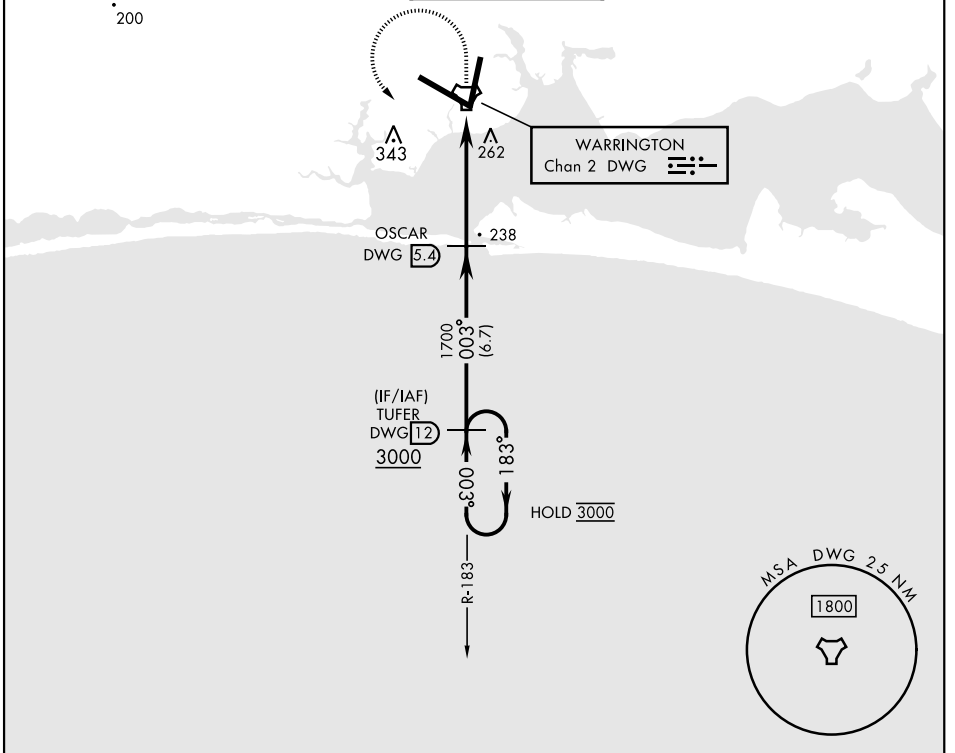 200
343
262
WARRINGTON
Chan 2 DWG
OSCAR
DWG 5.4
238
1700
003°
(6.7)
(IF/IAF)
TUFER
DWG 12
3000
003°
183°
HOLD 3000
R-183
MSA DWG 25 NM
1800